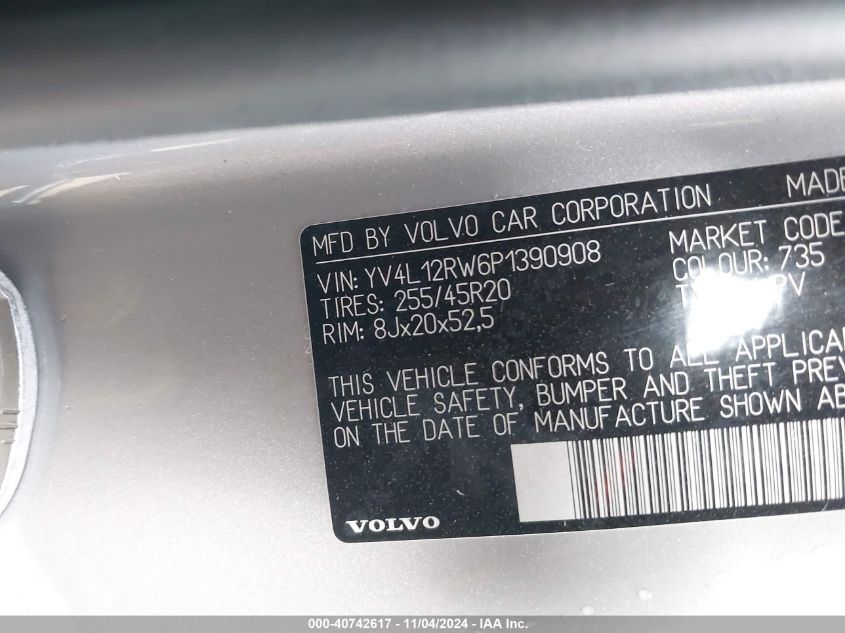 MFD BY VOLVO CAR CORPORATION MADE
VIN: YV4L12RW6P1390908 MARKET CODE
TIRES: 255/45R20 COLOUR: 735
RIM: 8Jx20x52,5
THIS VEHICLE CONFORMS TO ALL APPLICA
VEHICLE SAFETY, BUMPER AND THEFT PREV
ON THE DATE OF MANUFACTURE SHOWN AB
VOLVO
000-40742617 - 11/04/2024 - IAA Inc.